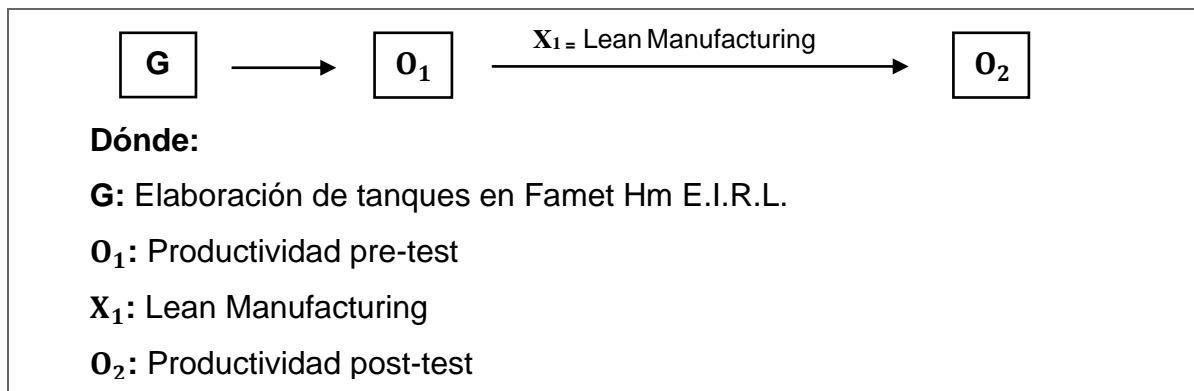 X₁ = Lean Manufacturing
G O₁ O₂
Dónde:
G: Elaboración de tanques en Famet Hm E.I.R.L.
O₁: Productividad pre-test
X₁: Lean Manufacturing
O₂: Productividad post-test